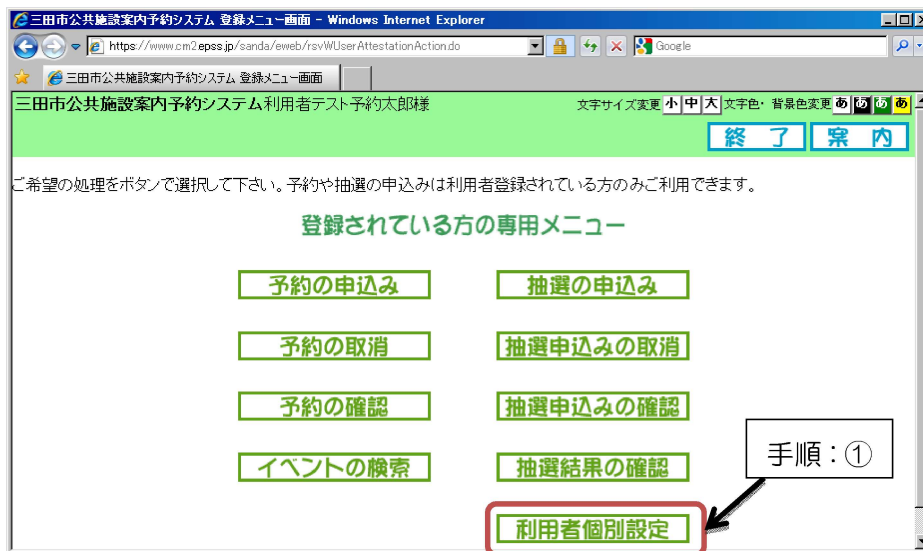 三田市公共施設案内予約システム 登録メニュー画面 - Windows Internet Explorer
https://www.cm2epss.jp/sanda/eweb/rsvWUserAttestationAction.do
Google
三田市公共施設案内予約システム 登録メニュー画面
三田市公共施設案内予約システム利用者テスト予約太郎様 文字サイズ変更 小 中 大 文字色・背景色変更 あ あ あ あ
終了 案内
ご希望の処理をボタンで選択して下さい。予約や抽選の申込みは利用者登録されている方のみご利用できます。
登録されている方の専用メニュー
予約の申込み 抽選の申込み
予約の取消 抽選申込みの取消
予約の確認 抽選申込みの確認
イベントの検索 抽選結果の確認
手順：①
利用者個別設定